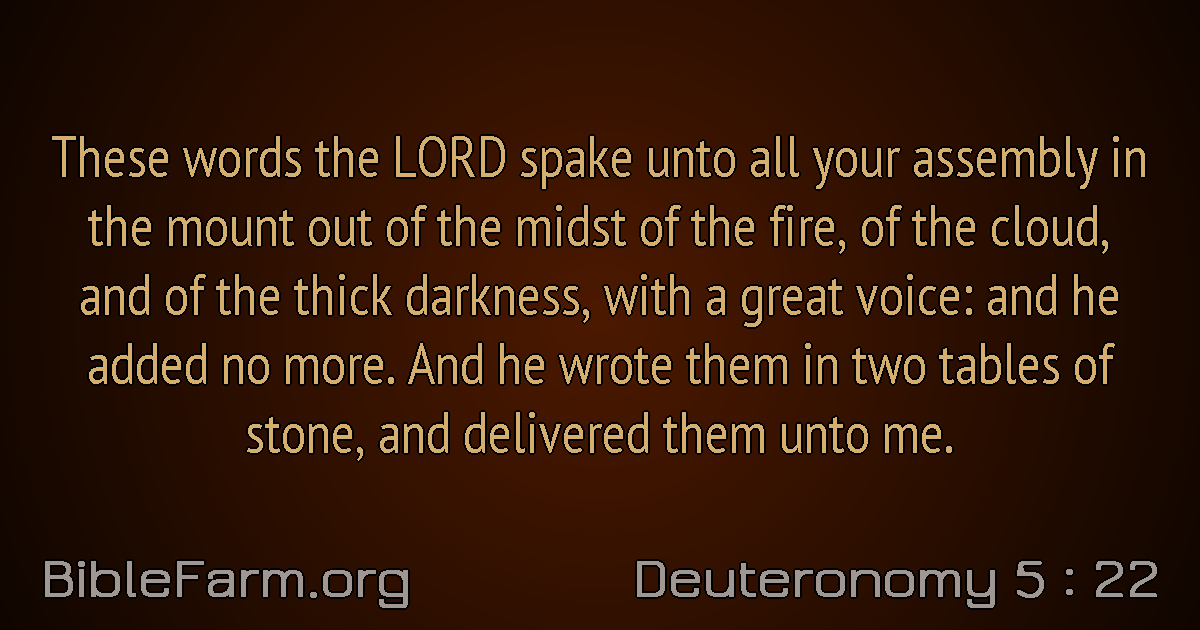 These words the LORD spake unto all your assembly in
the mount out of the midst of the fire, of the cloud,
and of the thick darkness, with a great voice: and he
added no more. And he wrote them in two tables of
stone, and delivered them unto me.
BibleFarm.org
Deuteronomy 5 : 22